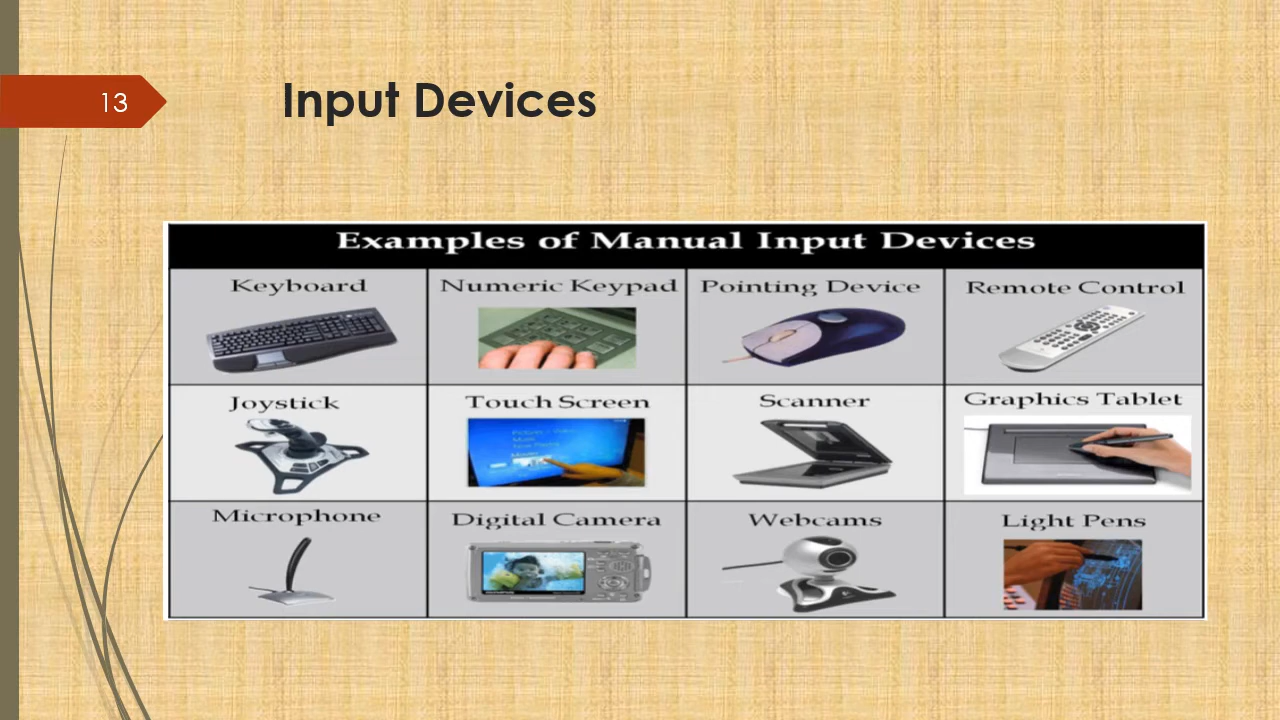 13
Input Devices
Examples of Manual Input Devices
Keyboard
Numeric Keypad
Pointing Device
Remote Control
Joystick
Touch Screen
Scanner
Graphics Tablet
Microphone
Digital Camera
Webcams
Light Pens